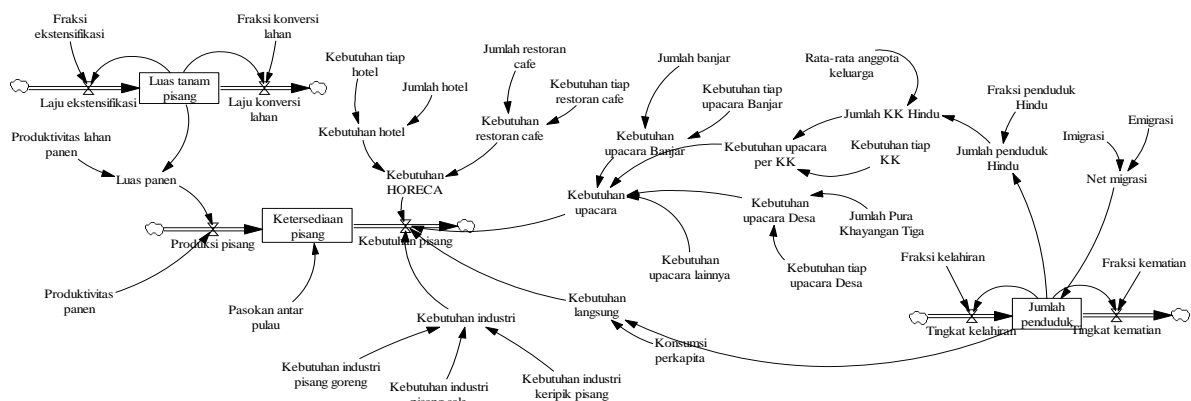 Fraksi
ekstensifikasi
Fraksi konversi
lahan
Luas tanam
pisang
Laju ekstensifikasi
Laju konversi
lahan
Produktivitas lahan
panen
Luas panen
Produksi pisang
Produktivitas
panen
Ketersediaan
pisang
Pasokan antar
pulau
Kebutuhan tiap
hotel
Jumlah hotel
Kebutuhan hotel
Jumlah restoran
cafe
Kebutuhan tiap
restoran cafe
Kebutuhan
restoran cafe
Kebutuhan
HORECA
Kebutuhan pisang
Kebutuhan industri
Kebutuhan industri
pisang goreng
Kebutuhan industri
Kebutuhan industri
keripik pisang
Jumlah banjar
Kebutuhan tiap
upacara Banjar
Kebutuhan
upacara Banjar
Kebutuhan upacara
per KK
Kebutuhan tiap
KK
Kebutuhan
upacara
Kebutuhan
upacara Desa
Jumlah Pura
Khayangan Tiga
Kebutuhan
upacara lainnya
Kebutuhan tiap
upacara Desa
Kebutuhan
langsung
Konsumsi
perkapita
Rata-rata anggota
keluarga
Jumlah KK Hindu
Fraksi penduduk
Hindu
Jumlah penduduk
Hindu
Imigrasi
Emigrasi
Net migrasi
Fraksi kelahiran
Fraksi kematian
Jumlah
penduduk
Tingkat kelahiran
Tingkat kematian